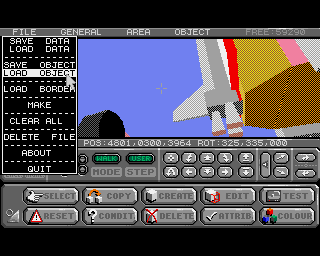 FILE GENERAL AREA OBJECT FREE:59290
SAVE DATA
LOAD DATA
SAVE OBJECT
LOAD OBJECT
LOAD BORDER
MAKE
CLEAR ALL
DELETE FILE
ABOUT
QUIT
POS:4801,0300,3964 ROT:325,335,000
WALK USER
MODE STEP
SELECT COPY CREATE EDIT TEST
RESET CONDIT DELETE ATTRIB COLOUR